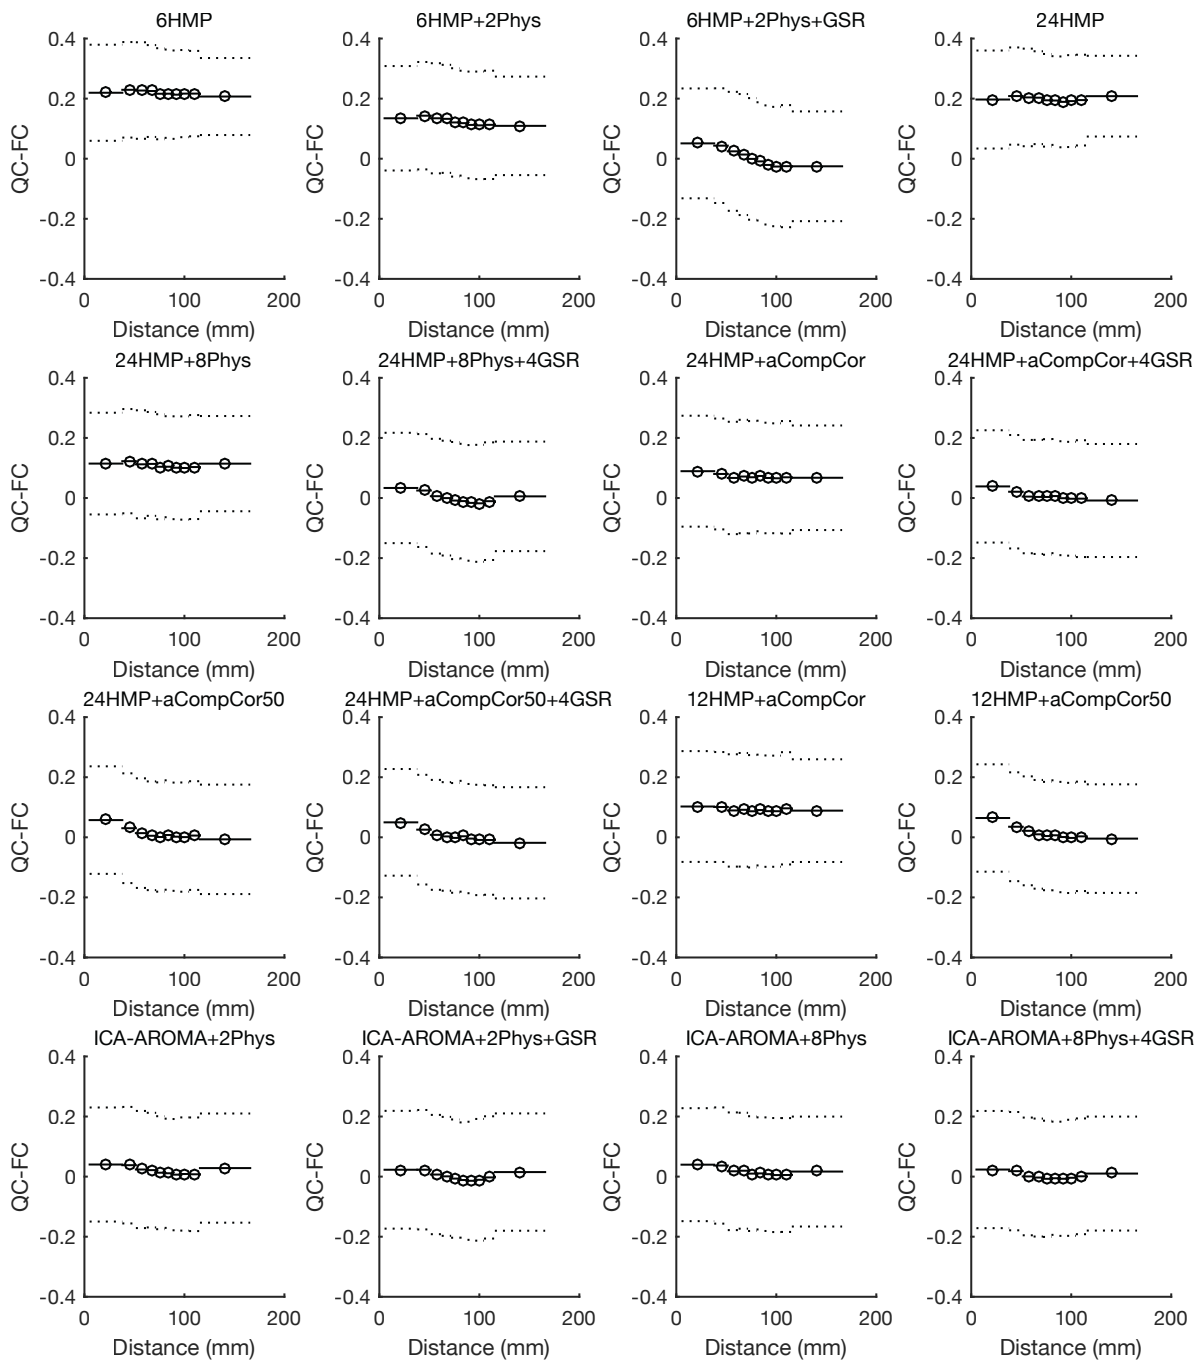 6HMP
6HMP+2Phys
6HMP+2Phys+GSR
24HMP
0.4
0.2
0
-0.2
-0.4
QC-FC
0
100
200
Distance (mm)
0.4
0.2
0
-0.2
-0.4
QC-FC
0
100
200
Distance (mm)
0.4
0.2
0
-0.2
-0.4
QC-FC
0
100
200
Distance (mm)
0.4
0.2
0
-0.2
-0.4
QC-FC
0
100
200
Distance (mm)
24HMP+8Phys
24HMP+8Phys+4GSR
24HMP+aCompCor
24HMP+aCompCor+4GSR
0.4
0.2
0
-0.2
-0.4
QC-FC
0
100
200
Distance (mm)
0.4
0.2
0
-0.2
-0.4
QC-FC
0
100
200
Distance (mm)
0.4
0.2
0
-0.2
-0.4
QC-FC
0
100
200
Distance (mm)
0.4
0.2
0
-0.2
-0.4
QC-FC
0
100
200
Distance (mm)
24HMP+aCompCor50
24HMP+aCompCor50+4GSR
12HMP+aCompCor
12HMP+aCompCor50
0.4
0.2
0
-0.2
-0.4
QC-FC
0
100
200
Distance (mm)
0.4
0.2
0
-0.2
-0.4
QC-FC
0
100
200
Distance (mm)
0.4
0.2
0
-0.2
-0.4
QC-FC
0
100
200
Distance (mm)
0.4
0.2
0
-0.2
-0.4
QC-FC
0
100
200
Distance (mm)
ICA-AROMA+2Phys
ICA-AROMA+2Phys+GSR
ICA-AROMA+8Phys
ICA-AROMA+8Phys+4GSR
0.4
0.2
0
-0.2
-0.4
QC-FC
0
100
200
Distance (mm)
0.4
0.2
0
-0.2
-0.4
QC-FC
0
100
200
Distance (mm)
0.4
0.2
0
-0.2
-0.4
QC-FC
0
100
200
Distance (mm)
0.4
0.2
0
-0.2
-0.4
QC-FC
0
100
200
Distance (mm)